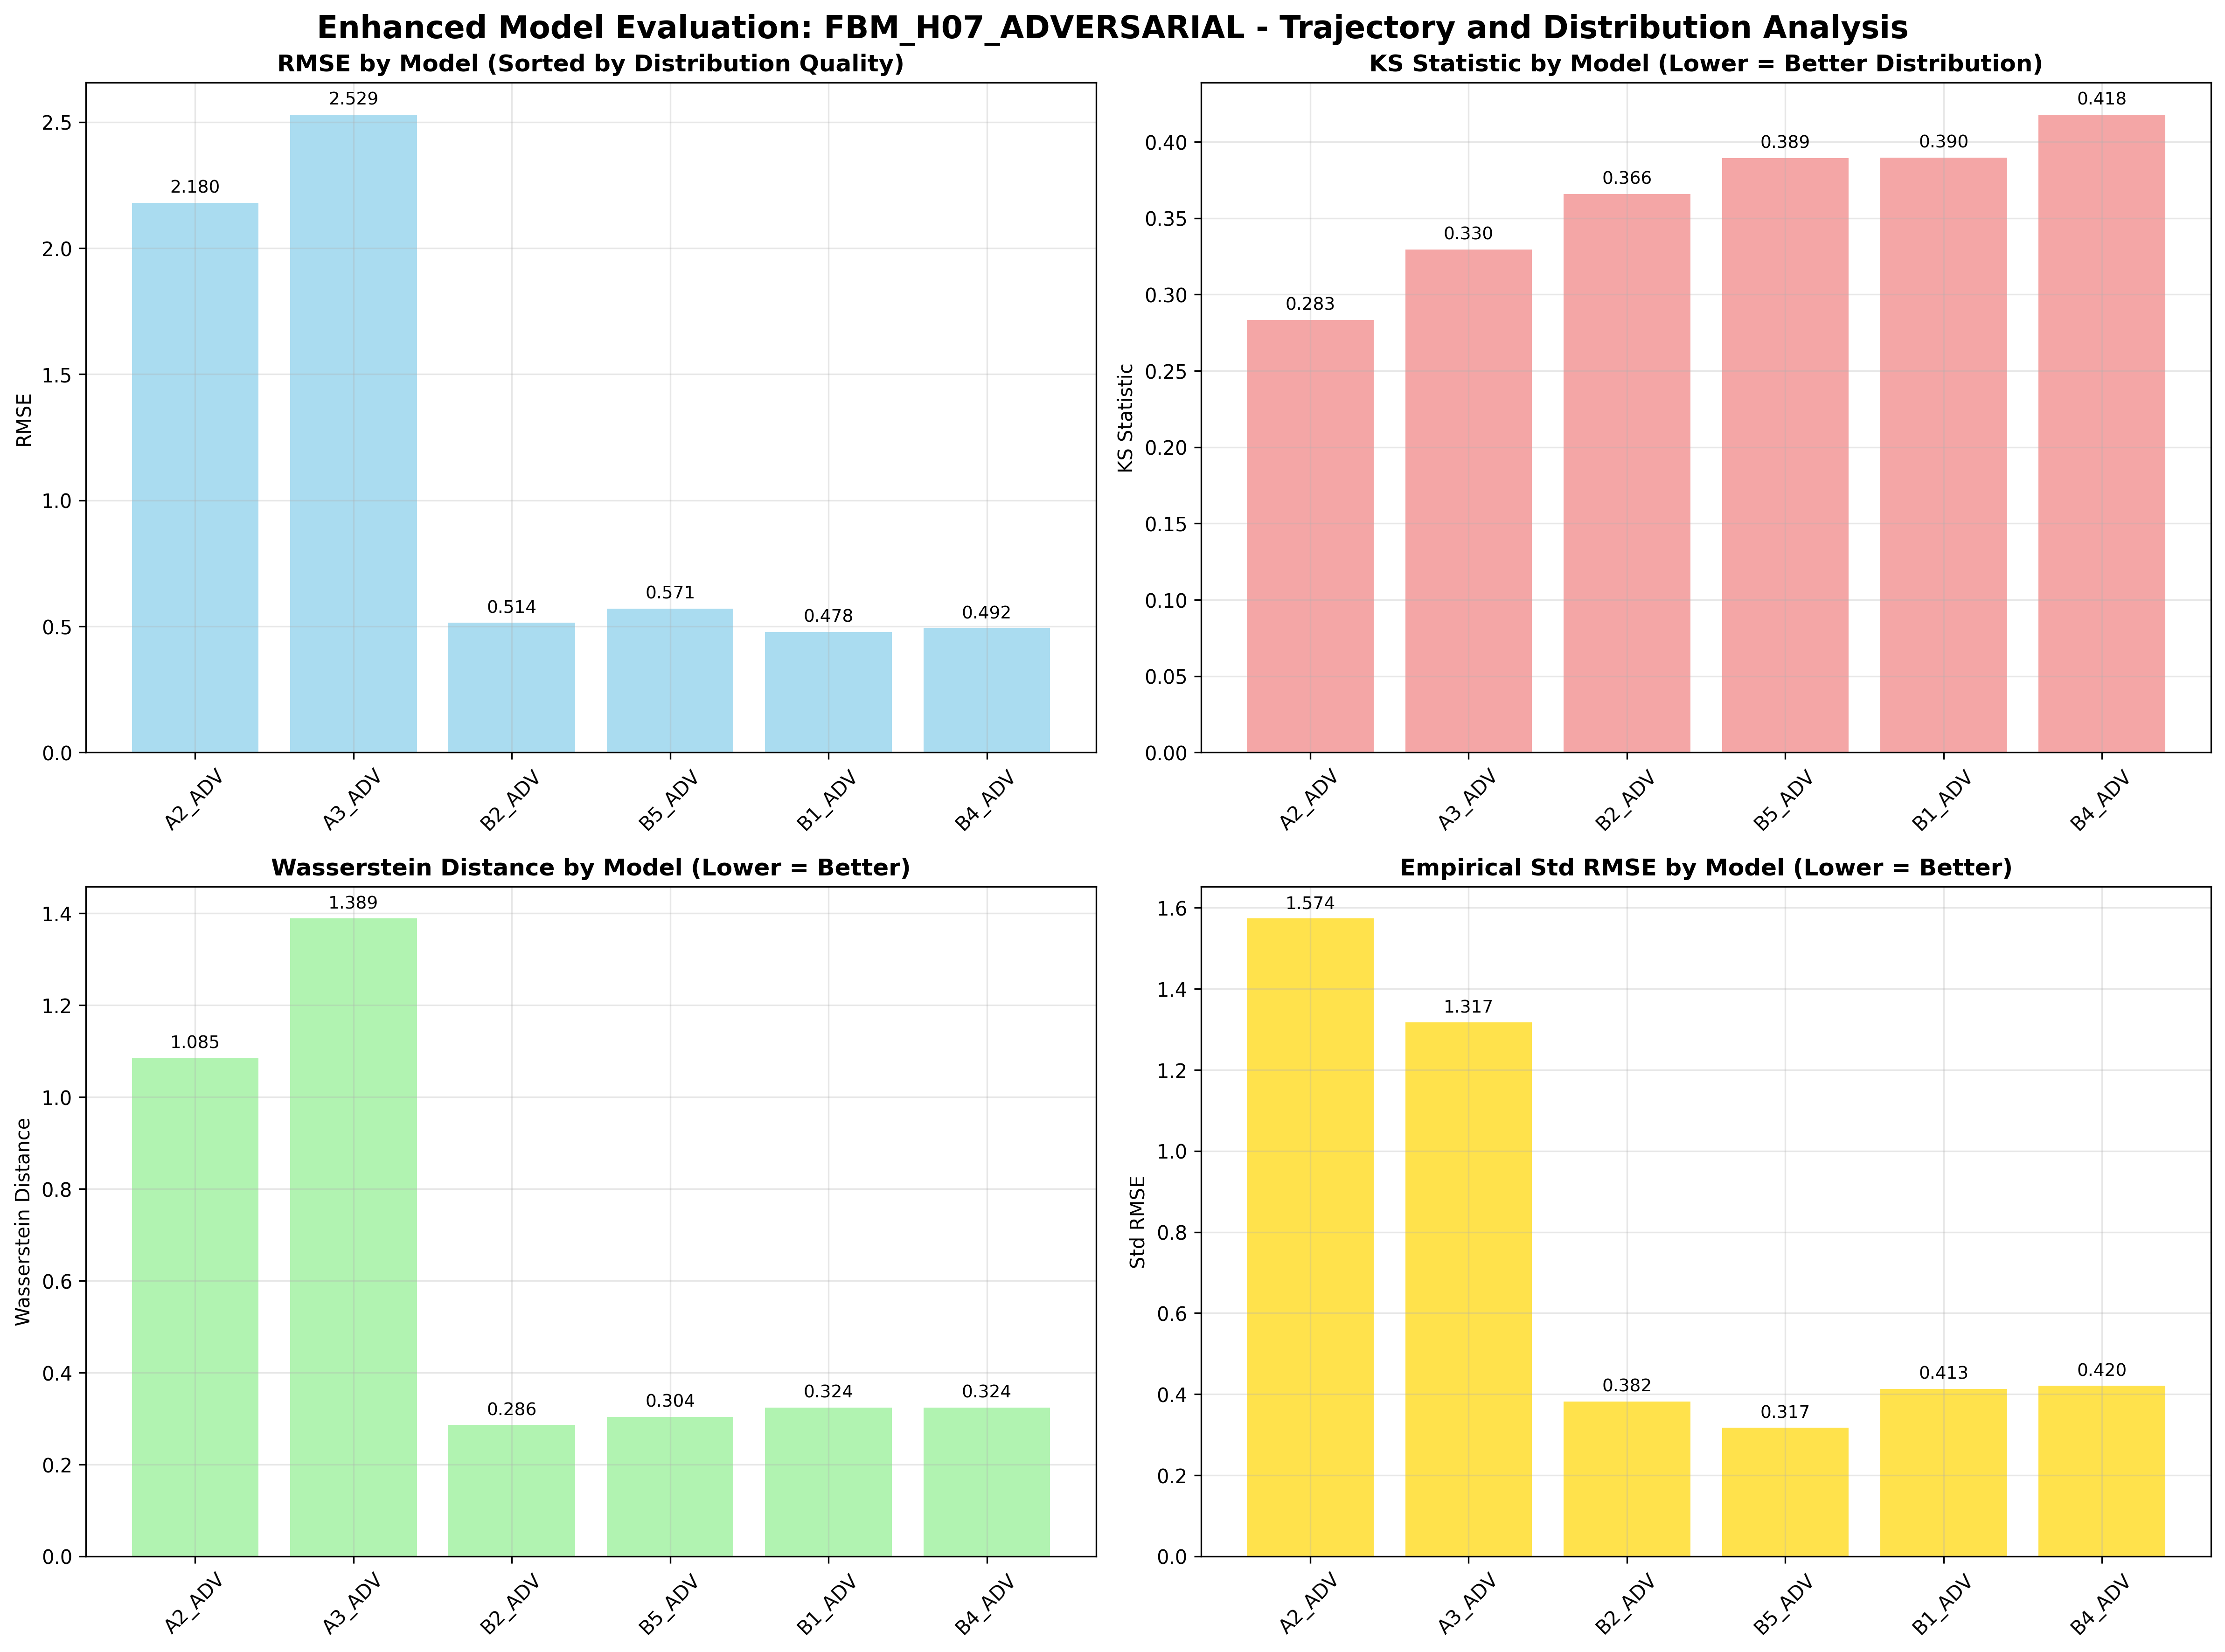 Enhanced Model Evaluation: FBM_H07_ADVERSARIAL - Trajectory and Distribution Analysis
RMSE by Model (Sorted by Distribution Quality)
RMSE
2.5
2.0
1.5
1.0
0.5
0.0
2.180
2.529
0.514
0.571
0.478
0.492
A2_ADV
A3_ADV
B2_ADV
B5_ADV
B1_ADV
B4_ADV
KS Statistic by Model (Lower = Better Distribution)
KS Statistic
0.40
0.35
0.30
0.25
0.20
0.15
0.10
0.05
0.00
0.283
0.330
0.366
0.389
0.390
0.418
A2_ADV
A3_ADV
B2_ADV
B5_ADV
B1_ADV
B4_ADV
Wasserstein Distance by Model (Lower = Better)
Wasserstein Distance
1.4
1.2
1.0
0.8
0.6
0.4
0.2
0.0
1.085
1.389
0.286
0.304
0.324
0.324
A2_ADV
A3_ADV
B2_ADV
B5_ADV
B1_ADV
B4_ADV
Empirical Std RMSE by Model (Lower = Better)
Std RMSE
1.6
1.4
1.2
1.0
0.8
0.6
0.4
0.2
0.0
1.574
1.317
0.382
0.317
0.413
0.420
A2_ADV
A3_ADV
B2_ADV
B5_ADV
B1_ADV
B4_ADV